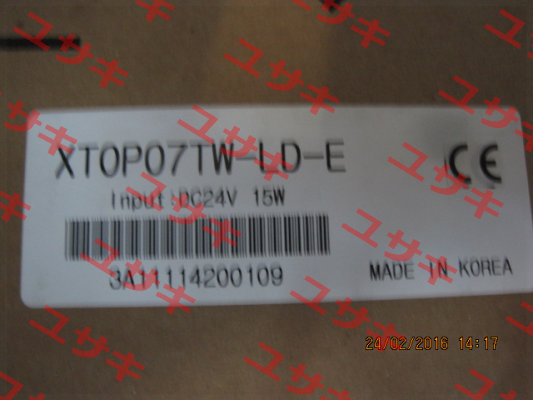 XTOP07TW-LD-E
CE
Input:DC24V 15W
3A11114200109
MADE IN KOREA
24/02/2016 14:17
ユサキ